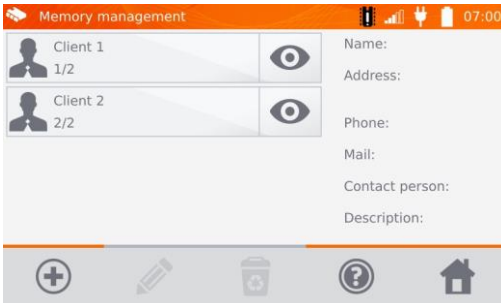 Memory management 07:00
Client 1
1/2
Client 2
2/2
Name:
Address:
Phone:
Mail:
Contact person:
Description: